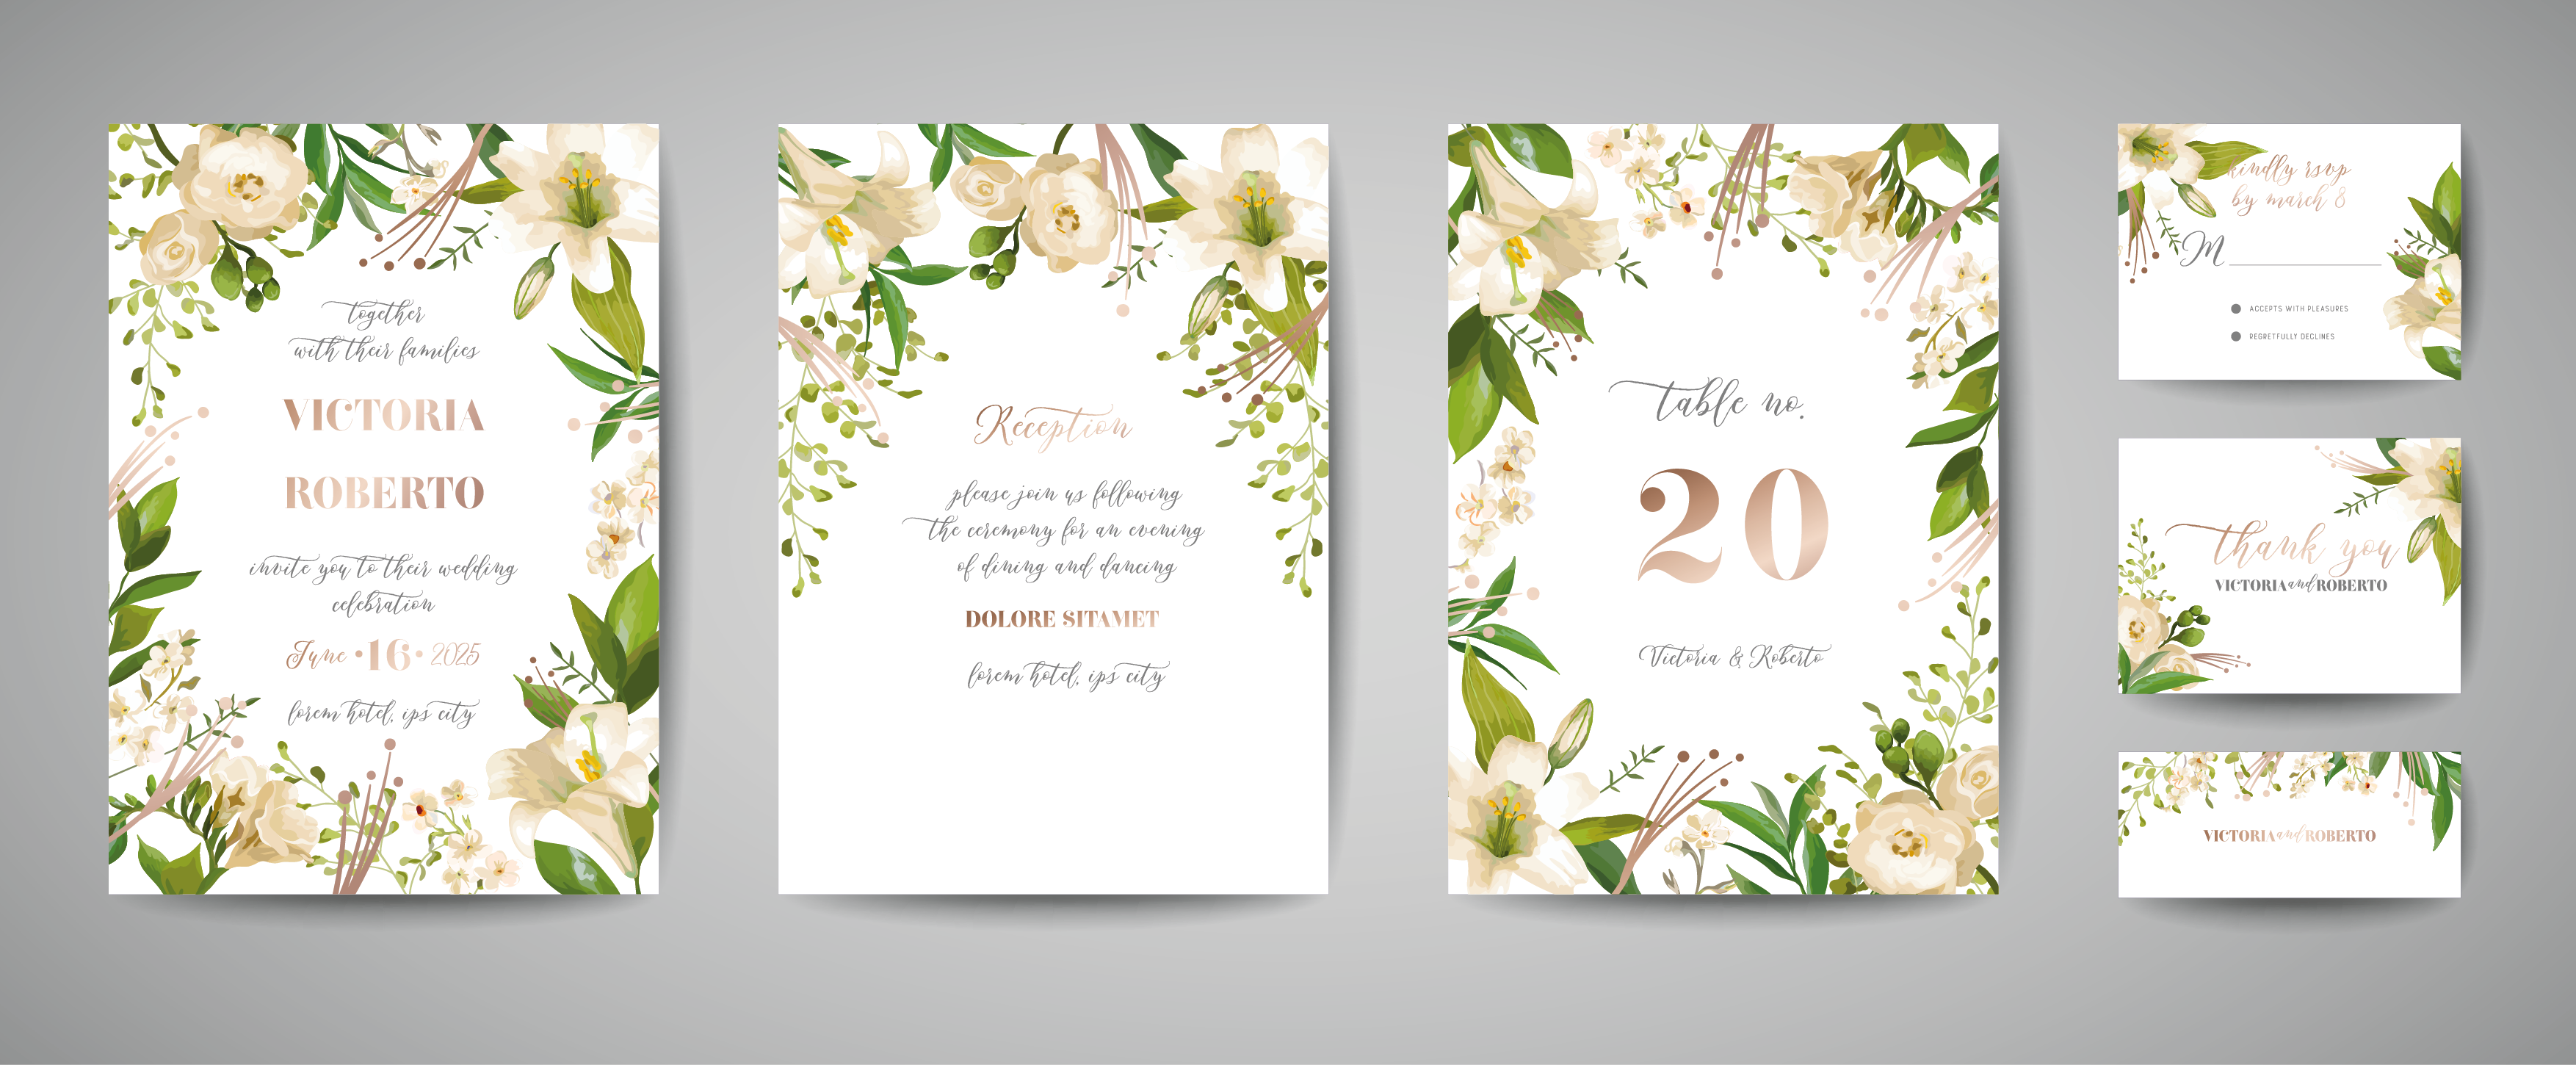 together
with their families
VICTORIA
ROBERTO
invite you to their wedding
celebration
June • 16 • 2025
lorem hotel, ips city
Reception
please join us following
the ceremony for an evening
of dining and dancing
DOLORE SITAMET
lorem hotel, ips city
table no.
20
Victoria & Roberto
kindly rsvp
by march 8
M
ACCEPTS WITH PLEASURES
REGRETFULLY DECLINES
thank you
VICTORIA and ROBERTO
VICTORIA and ROBERTO